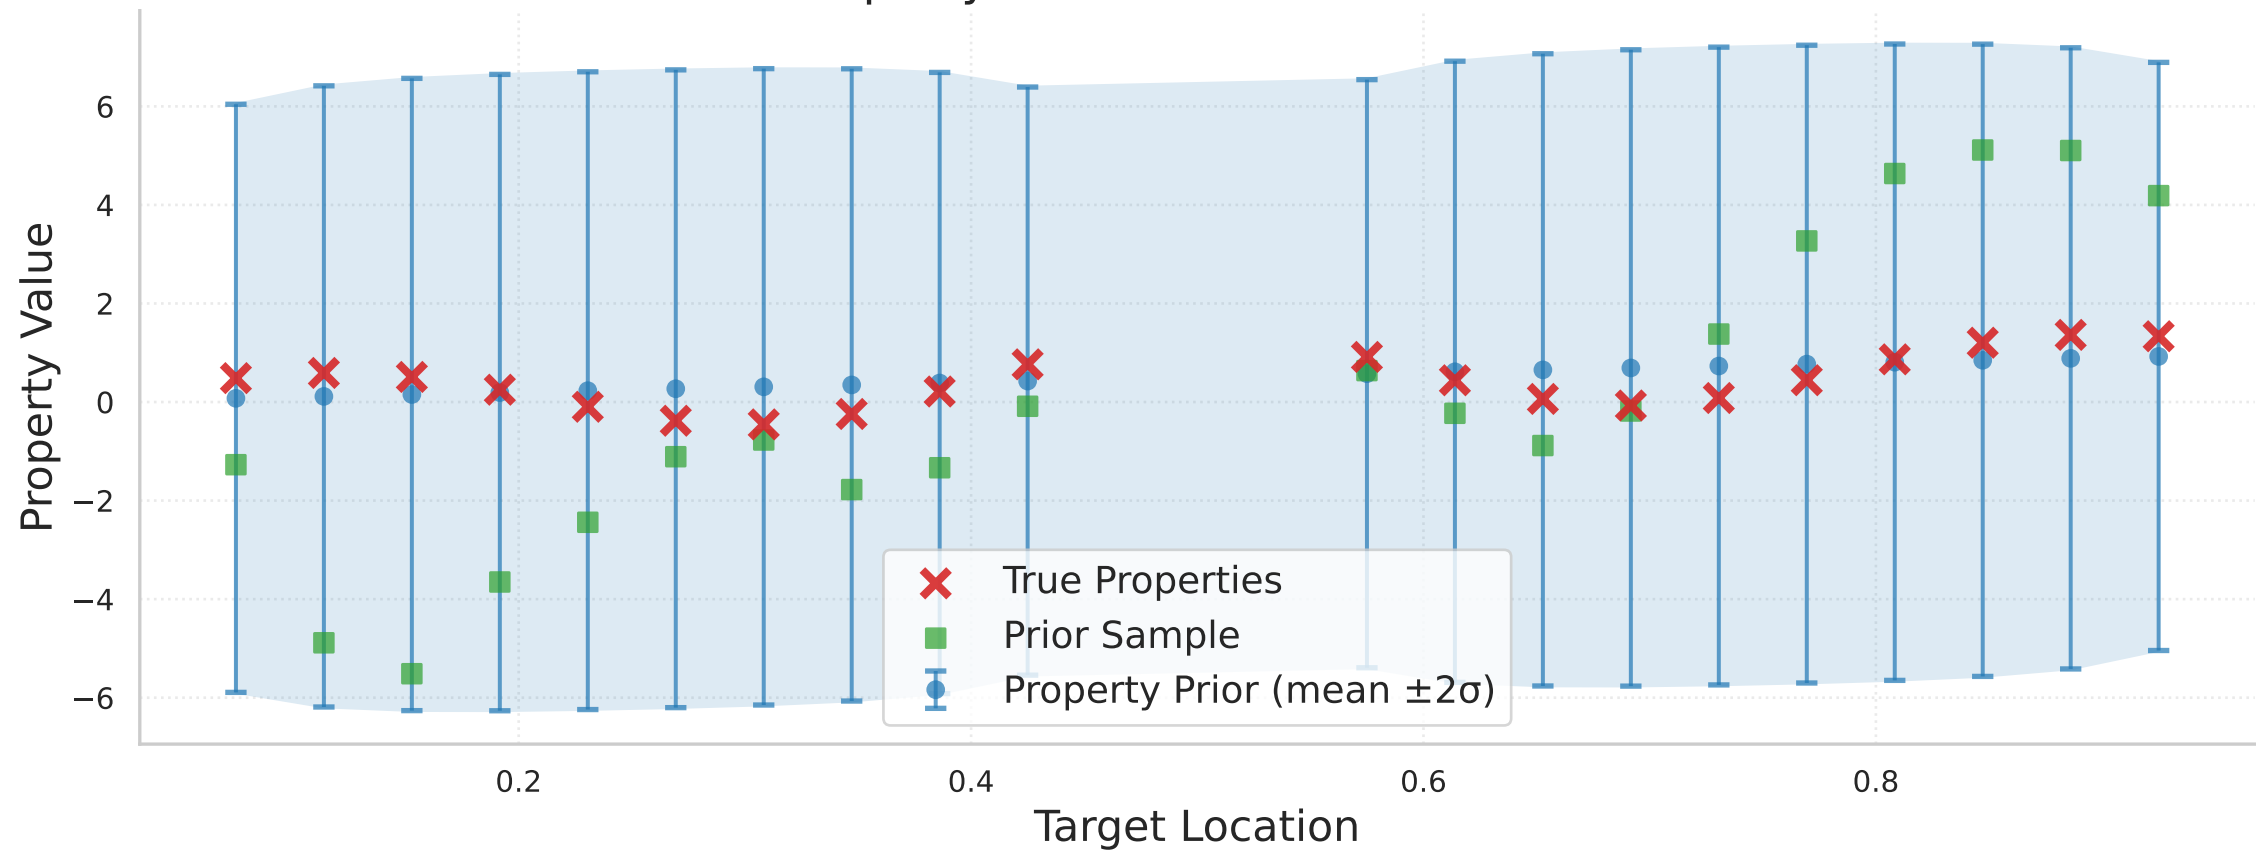 6
4
2
0
−2
−4
−6
Property Value
True Properties
Prior Sample
Property Prior (mean ±2σ)
0.2
0.4
0.6
0.8
Target Location